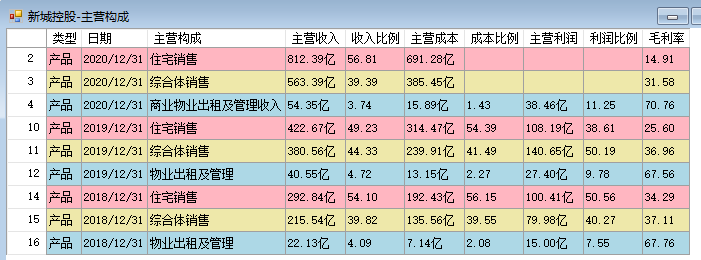 新城控股-主营构成
类型 日期 主营构成 主营收入 收入比例 主营成本 成本比例 主营利润 利润比例 毛利率
2 产品 2020/12/31 住宅销售 812.39亿 56.81 691.28亿 14.91
3 产品 2020/12/31 综合体销售 563.39亿 39.39 385.45亿 31.58
4 产品 2020/12/31 商业物业出租及管理收入 54.35亿 3.74 15.89亿 1.43 38.46亿 11.25 70.76
10 产品 2019/12/31 住宅销售 422.67亿 49.23 314.47亿 54.39 108.19亿 38.61 25.60
11 产品 2019/12/31 综合体销售 380.56亿 44.33 239.91亿 41.49 140.65亿 50.19 36.96
12 产品 2019/12/31 物业出租及管理 40.55亿 4.72 13.15亿 2.27 27.40亿 9.78 67.56
14 产品 2018/12/31 住宅销售 292.84亿 54.10 192.43亿 56.15 100.41亿 50.56 34.29
15 产品 2018/12/31 综合体销售 215.54亿 39.82 135.56亿 39.55 79.98亿 40.27 37.11
16 产品 2018/12/31 物业出租及管理 22.13亿 4.09 7.14亿 2.08 15.00亿 7.55 67.76